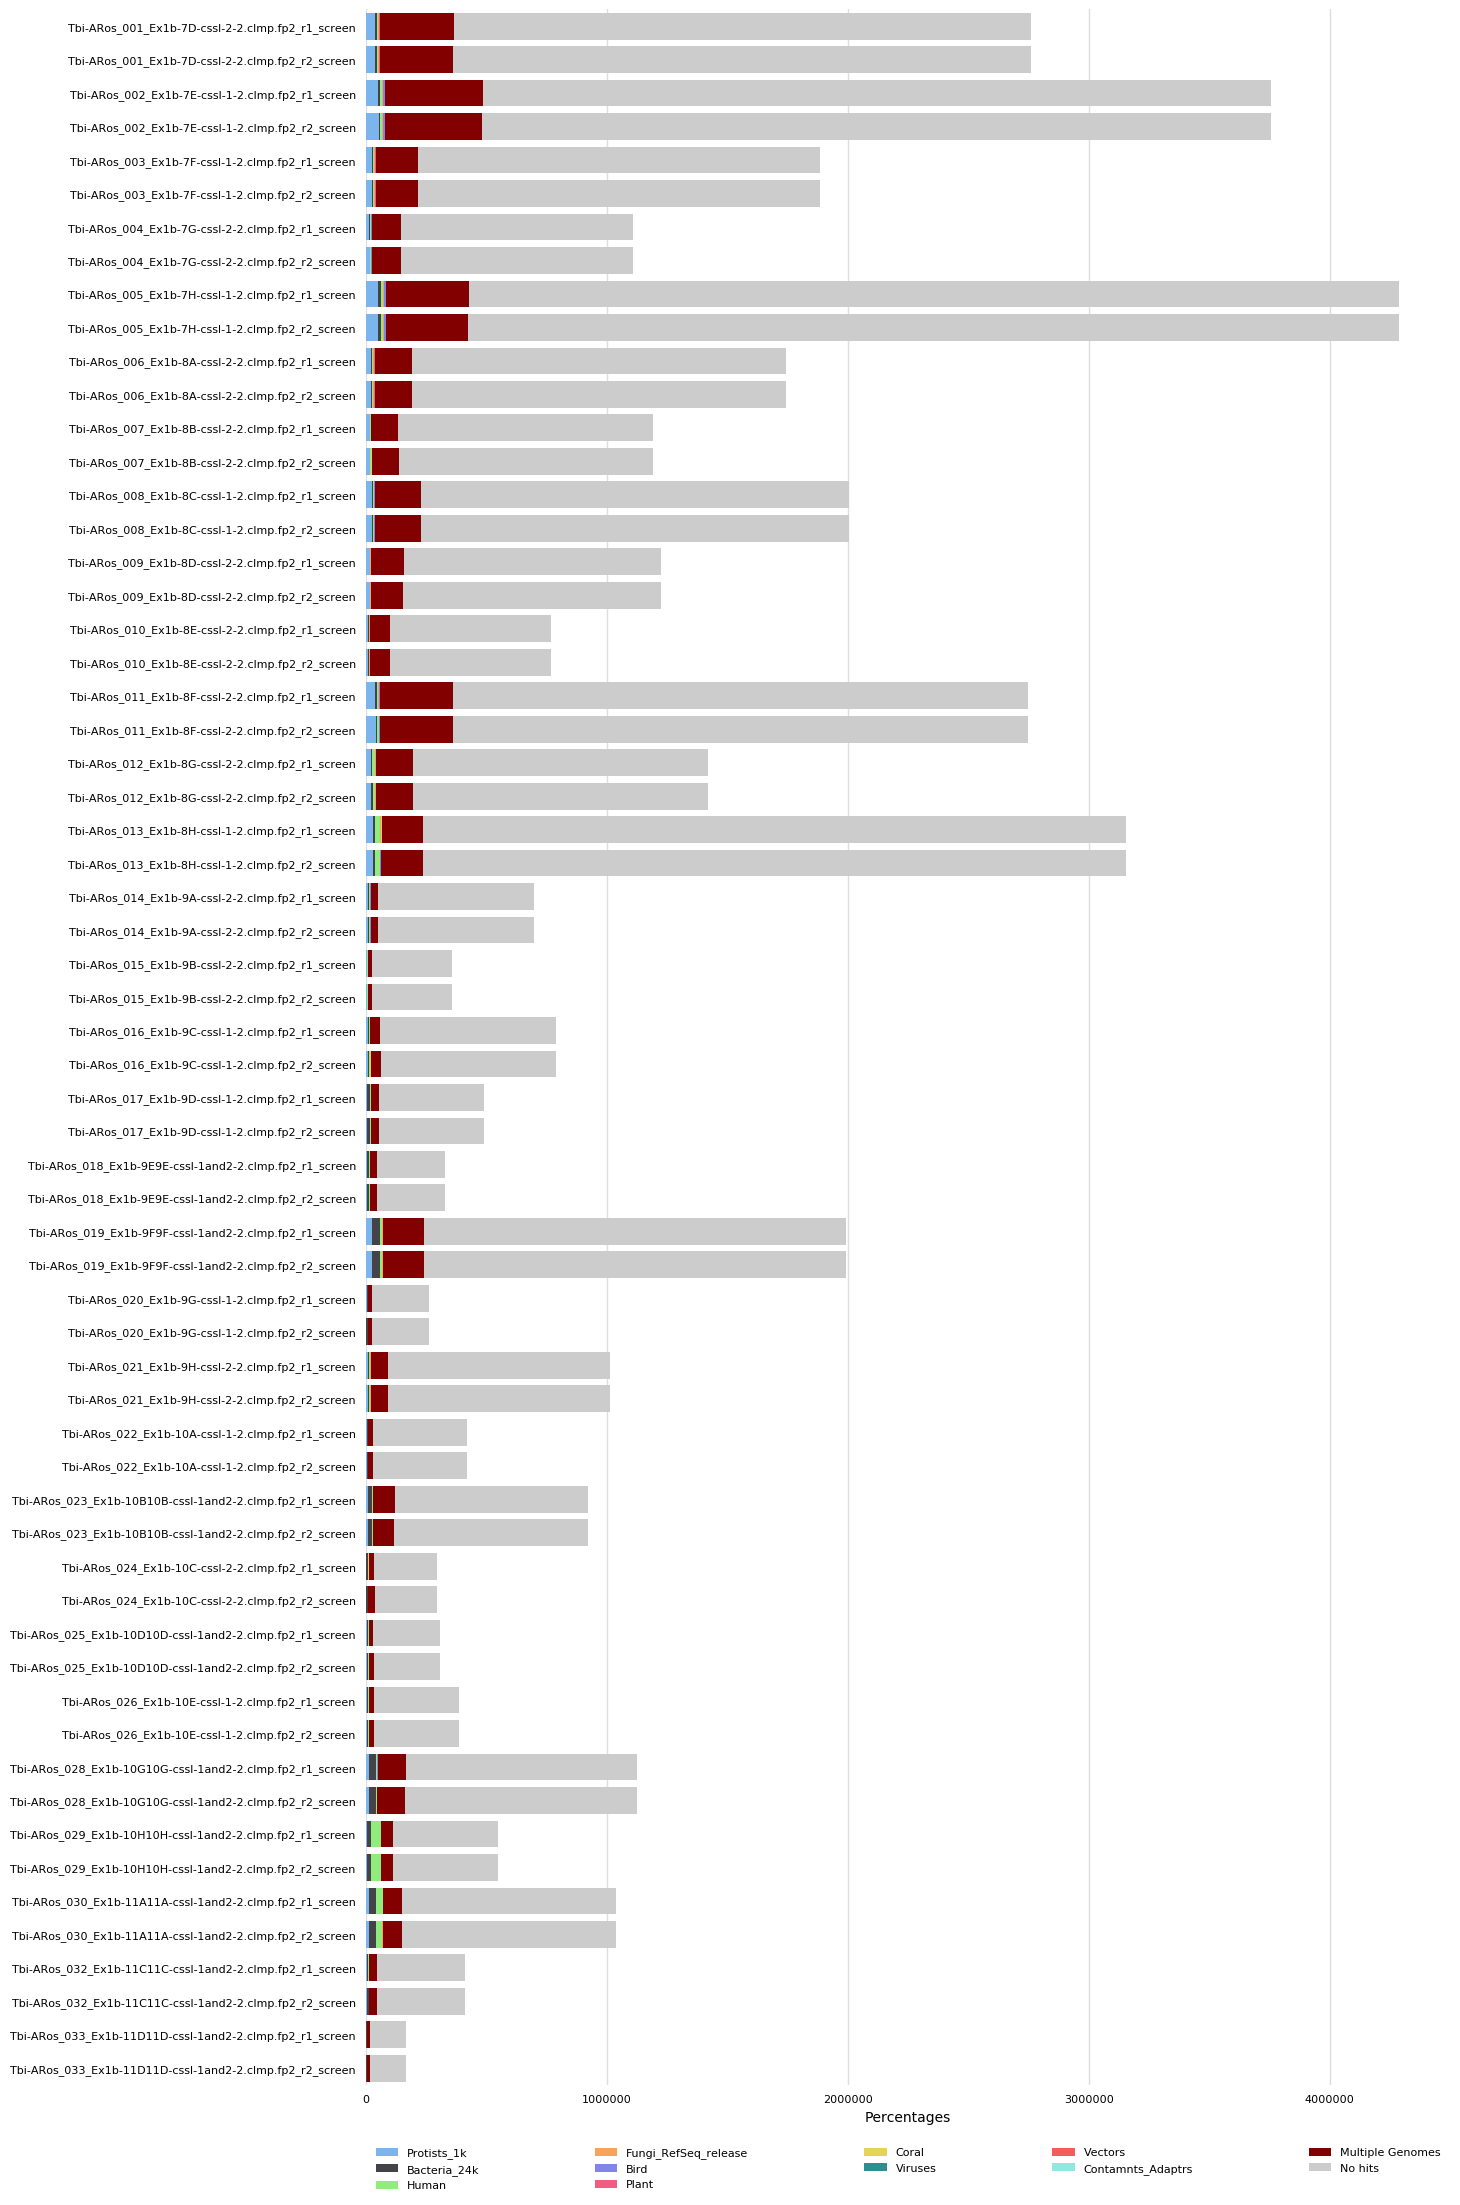 Tbi-ARos_001_Ex1b-7D-cssl-2-2.clmp.fp2_r1_screen
Tbi-ARos_001_Ex1b-7D-cssl-2-2.clmp.fp2_r2_screen
Tbi-ARos_002_Ex1b-7E-cssl-1-2.clmp.fp2_r1_screen
Tbi-ARos_002_Ex1b-7E-cssl-1-2.clmp.fp2_r2_screen
Tbi-ARos_003_Ex1b-7F-cssl-1-2.clmp.fp2_r1_screen
Tbi-ARos_003_Ex1b-7F-cssl-1-2.clmp.fp2_r2_screen
Tbi-ARos_004_Ex1b-7G-cssl-2-2.clmp.fp2_r1_screen
Tbi-ARos_004_Ex1b-7G-cssl-2-2.clmp.fp2_r2_screen
Tbi-ARos_005_Ex1b-7H-cssl-1-2.clmp.fp2_r1_screen
Tbi-ARos_005_Ex1b-7H-cssl-1-2.clmp.fp2_r2_screen
Tbi-ARos_006_Ex1b-8A-cssl-2-2.clmp.fp2_r1_screen
Tbi-ARos_006_Ex1b-8A-cssl-2-2.clmp.fp2_r2_screen
Tbi-ARos_007_Ex1b-8B-cssl-2-2.clmp.fp2_r1_screen
Tbi-ARos_007_Ex1b-8B-cssl-2-2.clmp.fp2_r2_screen
Tbi-ARos_008_Ex1b-8C-cssl-1-2.clmp.fp2_r1_screen
Tbi-ARos_008_Ex1b-8C-cssl-1-2.clmp.fp2_r2_screen
Tbi-ARos_009_Ex1b-8D-cssl-2-2.clmp.fp2_r1_screen
Tbi-ARos_009_Ex1b-8D-cssl-2-2.clmp.fp2_r2_screen
Tbi-ARos_010_Ex1b-8E-cssl-2-2.clmp.fp2_r1_screen
Tbi-ARos_010_Ex1b-8E-cssl-2-2.clmp.fp2_r2_screen
Tbi-ARos_011_Ex1b-8F-cssl-2-2.clmp.fp2_r1_screen
Tbi-ARos_011_Ex1b-8F-cssl-2-2.clmp.fp2_r2_screen
Tbi-ARos_012_Ex1b-8G-cssl-2-2.clmp.fp2_r1_screen
Tbi-ARos_012_Ex1b-8G-cssl-2-2.clmp.fp2_r2_screen
Tbi-ARos_013_Ex1b-8H-cssl-1-2.clmp.fp2_r1_screen
Tbi-ARos_013_Ex1b-8H-cssl-1-2.clmp.fp2_r2_screen
Tbi-ARos_014_Ex1b-9A-cssl-2-2.clmp.fp2_r1_screen
Tbi-ARos_014_Ex1b-9A-cssl-2-2.clmp.fp2_r2_screen
Tbi-ARos_015_Ex1b-9B-cssl-2-2.clmp.fp2_r1_screen
Tbi-ARos_015_Ex1b-9B-cssl-2-2.clmp.fp2_r2_screen
Tbi-ARos_016_Ex1b-9C-cssl-1-2.clmp.fp2_r1_screen
Tbi-ARos_016_Ex1b-9C-cssl-1-2.clmp.fp2_r2_screen
Tbi-ARos_017_Ex1b-9D-cssl-1-2.clmp.fp2_r1_screen
Tbi-ARos_017_Ex1b-9D-cssl-1-2.clmp.fp2_r2_screen
Tbi-ARos_018_Ex1b-9E9E-cssl-1and2-2.clmp.fp2_r1_screen
Tbi-ARos_018_Ex1b-9E9E-cssl-1and2-2.clmp.fp2_r2_screen
Tbi-ARos_019_Ex1b-9F9F-cssl-1and2-2.clmp.fp2_r1_screen
Tbi-ARos_019_Ex1b-9F9F-cssl-1and2-2.clmp.fp2_r2_screen
Tbi-ARos_020_Ex1b-9G-cssl-1-2.clmp.fp2_r1_screen
Tbi-ARos_020_Ex1b-9G-cssl-1-2.clmp.fp2_r2_screen
Tbi-ARos_021_Ex1b-9H-cssl-2-2.clmp.fp2_r1_screen
Tbi-ARos_021_Ex1b-9H-cssl-2-2.clmp.fp2_r2_screen
Tbi-ARos_022_Ex1b-10A-cssl-1-2.clmp.fp2_r1_screen
Tbi-ARos_022_Ex1b-10A-cssl-1-2.clmp.fp2_r2_screen
Tbi-ARos_023_Ex1b-10B10B-cssl-1and2-2.clmp.fp2_r1_screen
Tbi-ARos_023_Ex1b-10B10B-cssl-1and2-2.clmp.fp2_r2_screen
Tbi-ARos_024_Ex1b-10C-cssl-2-2.clmp.fp2_r1_screen
Tbi-ARos_024_Ex1b-10C-cssl-2-2.clmp.fp2_r2_screen
Tbi-ARos_025_Ex1b-10D10D-cssl-1and2-2.clmp.fp2_r1_screen
Tbi-ARos_025_Ex1b-10D10D-cssl-1and2-2.clmp.fp2_r2_screen
Tbi-ARos_026_Ex1b-10E-cssl-1-2.clmp.fp2_r1_screen
Tbi-ARos_026_Ex1b-10E-cssl-1-2.clmp.fp2_r2_screen
Tbi-ARos_028_Ex1b-10G10G-cssl-1and2-2.clmp.fp2_r1_screen
Tbi-ARos_028_Ex1b-10G10G-cssl-1and2-2.clmp.fp2_r2_screen
Tbi-ARos_029_Ex1b-10H10H-cssl-1and2-2.clmp.fp2_r1_screen
Tbi-ARos_029_Ex1b-10H10H-cssl-1and2-2.clmp.fp2_r2_screen
Tbi-ARos_030_Ex1b-11A11A-cssl-1and2-2.clmp.fp2_r1_screen
Tbi-ARos_030_Ex1b-11A11A-cssl-1and2-2.clmp.fp2_r2_screen
Tbi-ARos_032_Ex1b-11C11C-cssl-1and2-2.clmp.fp2_r1_screen
Tbi-ARos_032_Ex1b-11C11C-cssl-1and2-2.clmp.fp2_r2_screen
Tbi-ARos_033_Ex1b-11D11D-cssl-1and2-2.clmp.fp2_r1_screen
Tbi-ARos_033_Ex1b-11D11D-cssl-1and2-2.clmp.fp2_r2_screen
0 1000000 2000000 3000000 4000000
Percentages
Protists_1k Fungi_RefSeq_release Coral Vectors Multiple Genomes
Bacteria_24k Bird Viruses Contamnts_Adaptrs No hits
Human Plant